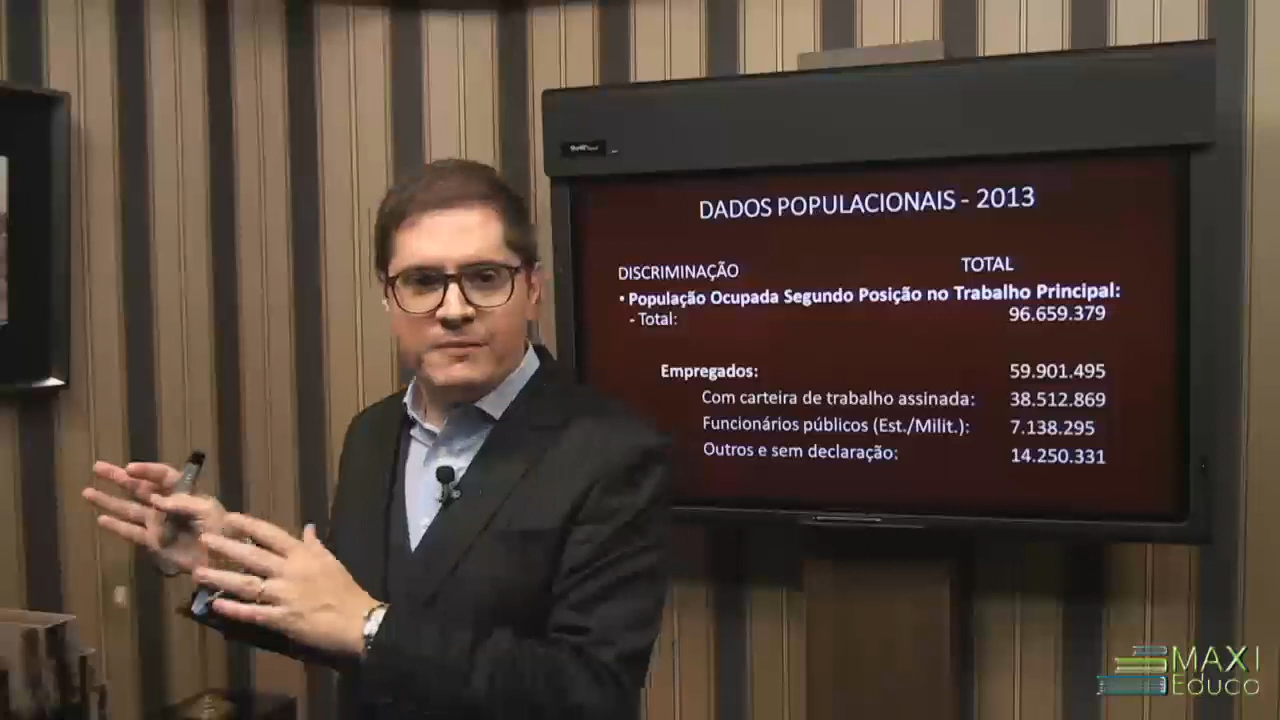 DADOS POPULACIONAIS - 2013
DISCRIMINAÇÃO TOTAL
• População Ocupada Segundo Posição no Trabalho Principal:
- Total: 96.659.379
Empregados: 59.901.495
Com carteira de trabalho assinada: 38.512.869
Funcionários públicos (Est./Milit.): 7.138.295
Outros e sem declaração: 14.250.331
MAXI
Educo